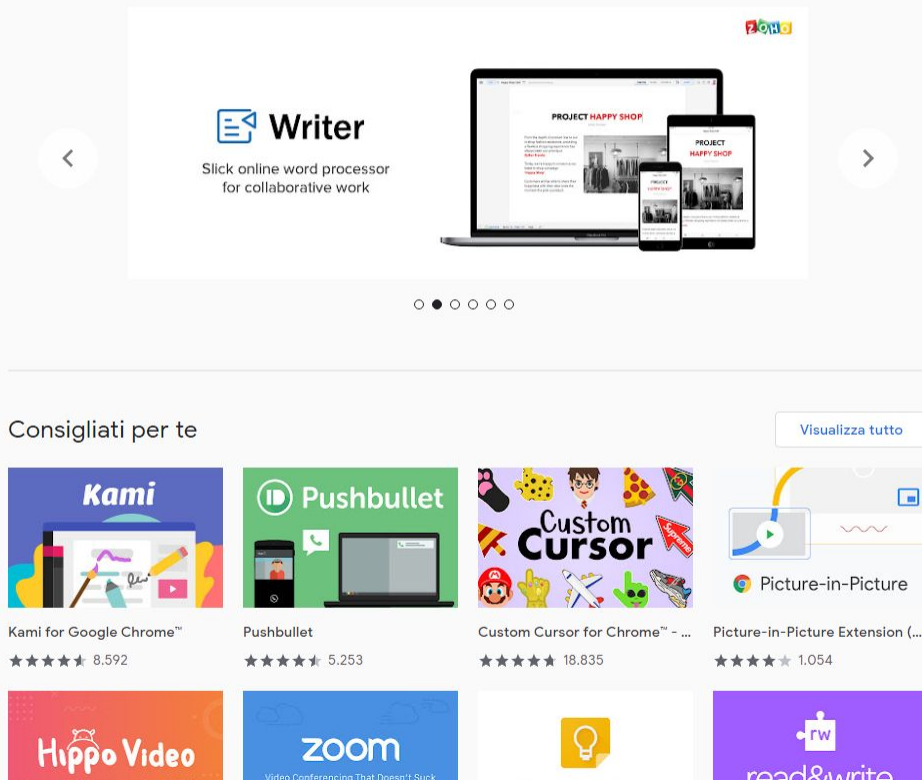 ZOHO
Writer
Slick online word processor
for collaborative work
PROJECT HAPPY SHOP
PROJECT
HAPPY SHOP
PROJECT
HAPPY SHOP
Consigliati per te
Visualizza tutto
Kami
Pushbullet
Custom
Cursor
Supreme
Picture-in-Picture
Kami for Google Chrome™
Pushbullet
Custom Cursor for Chrome™ - ...
Picture-in-Picture Extension (...
8.592
5.253
18.835
1.054
Hippo Video
zoom
Video Conferencing That Doesn't Suck
rw
read&write